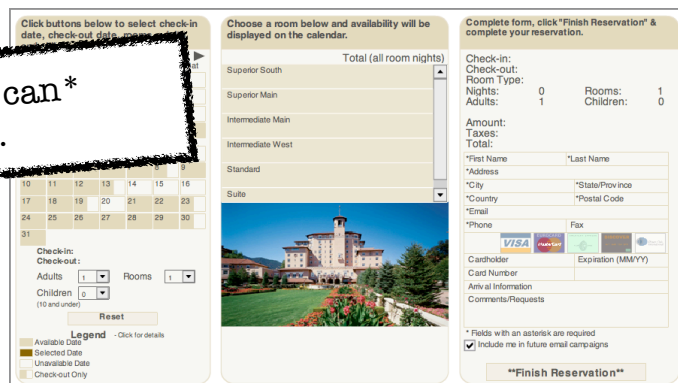 Click buttons below to select check-in
date, check-out date, rooms
can*
.
at
9
10 11 12 13 14 15 16
17 18 19 20 21 22 23
24 25 26 27 28 29 30
31
Check-in:
Check-out:
Adults 1 Rooms 1
Children 0
(10 and under)
Reset
Legend - Click for details
Available Date
Selected Date
Unavailable Date
Check-out Only
Choose a room below and availability will be
displayed on the calendar.
Total (all room nights)
Superior South
Superior Main
Intermediate Main
Intermediate West
Standard
Suite
Complete form, click "Finish Reservation" &
complete your reservation.
Check-in:
Check-out:
Room Type:
Nights: 0 Rooms: 1
Adults: 1 Children: 0
Amount:
Taxes:
Total:
*First Name *Last Name
*Address
*City *State/Province
*Country *Postal Code
*Email
*Phone Fax
VISA MasterCard
Cardholder Expiration (MM/YY)
Card Number
Arrival Information
Comments/Requests
* Fields with an asterisk are required
Include me in future email campaigns
**Finish Reservation**